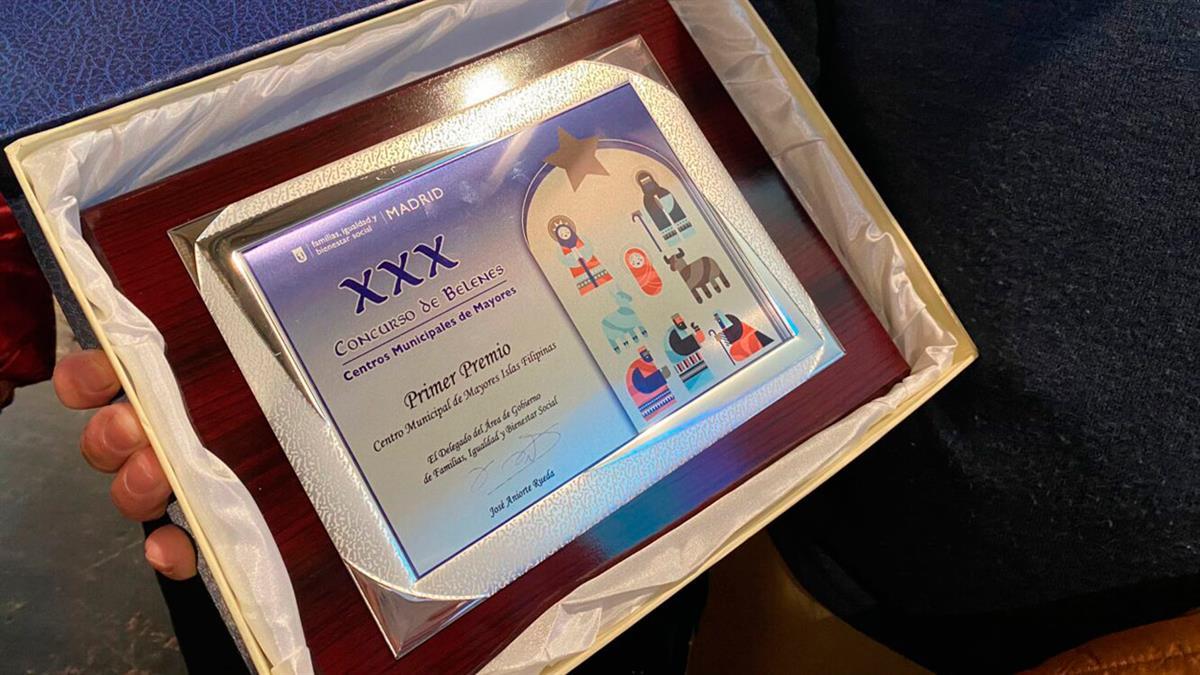 familias, igualdad y
bienestar social
MADRID
XXX
Concurso de Belenes
Centros Municipales de Mayores
Primer Premio
Centro Municipal de Mayores Islas Filipinas
El Delegado del Área de Gobierno
de Familias, Igualdad y Bienestar Social
José Aniorte Rueda